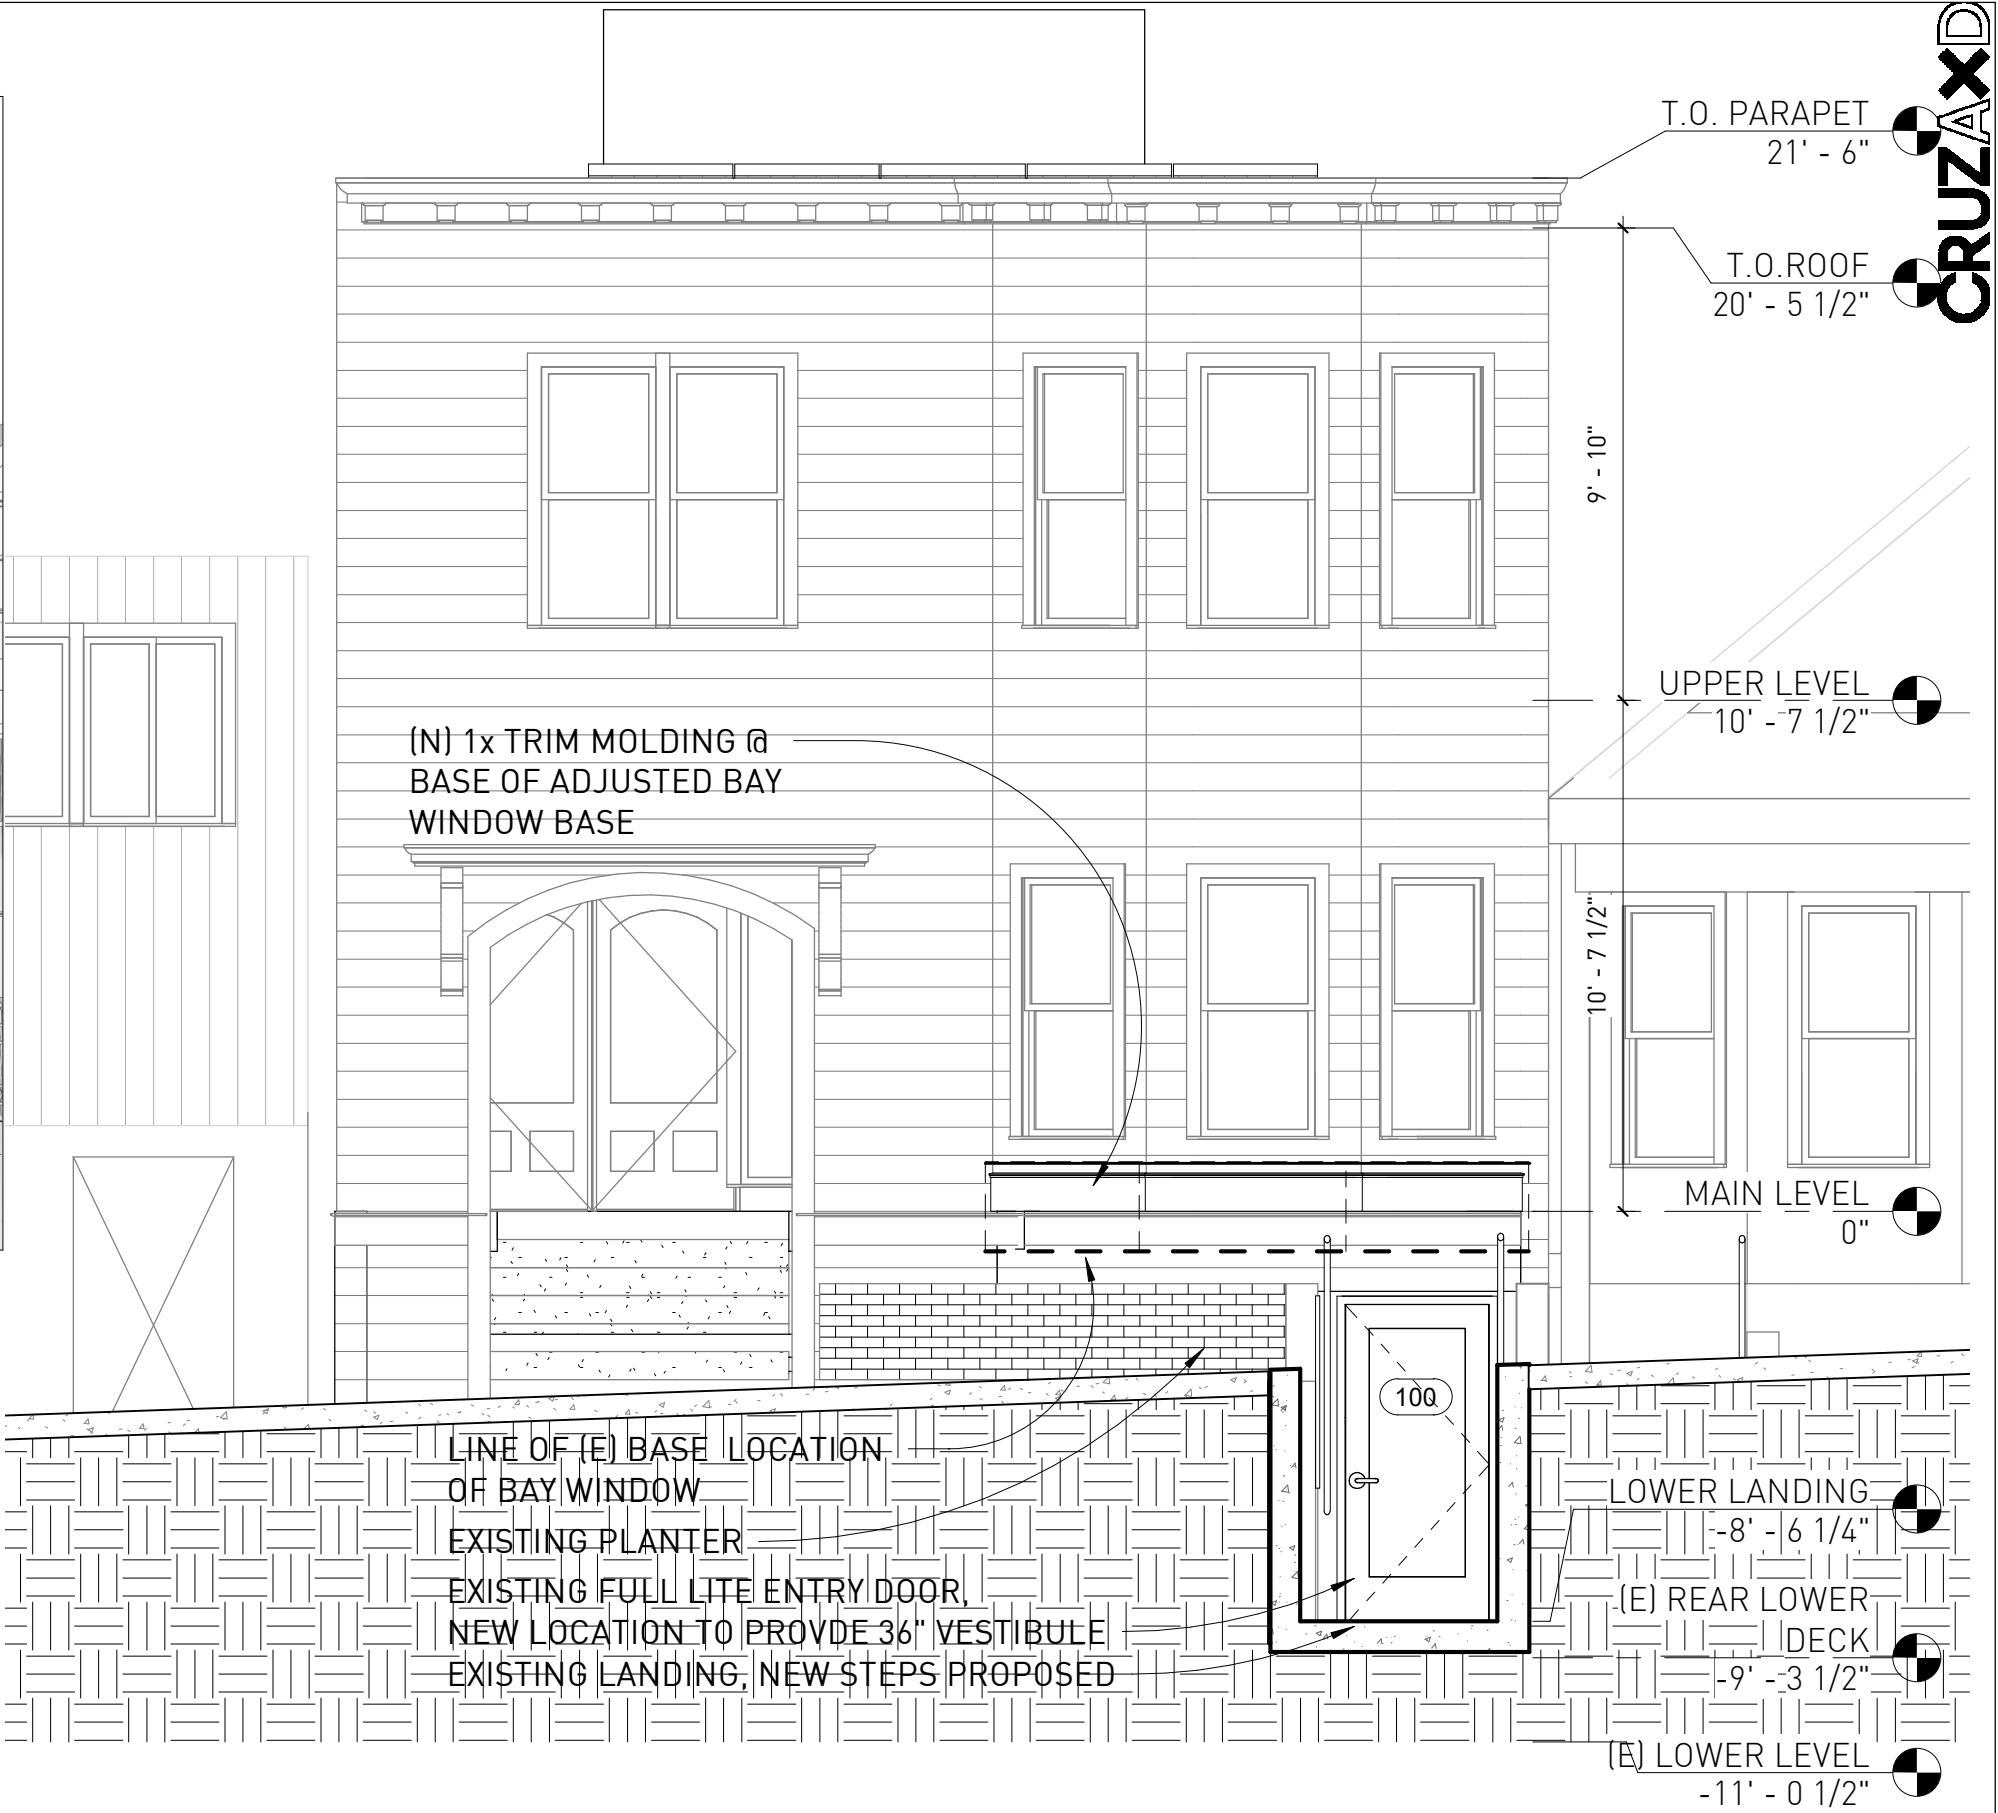 CRUZAXD
T.O. PARAPET
21' - 6"
T.O.ROOF
20' - 5 1/2"
9' - 10"
UPPER LEVEL
10' - 7 1/2"
(N) 1x TRIM MOLDING @
BASE OF ADJUSTED BAY
WINDOW BASE
10' - 7 1/2"
MAIN LEVEL
0"
100
LINE OF (E) BASE LOCATION
OF BAY WINDOW
EXISTING PLANTER
EXISTING FULL LITE ENTRY DOOR,
NEW LOCATION TO PROVDE 36" VESTIBULE
EXISTING LANDING, NEW STEPS PROPOSED
LOWER LANDING
-8' - 6 1/4"
(E) REAR LOWER
DECK
-9' - 3 1/2"
(E) LOWER LEVEL
-11' - 0 1/2"